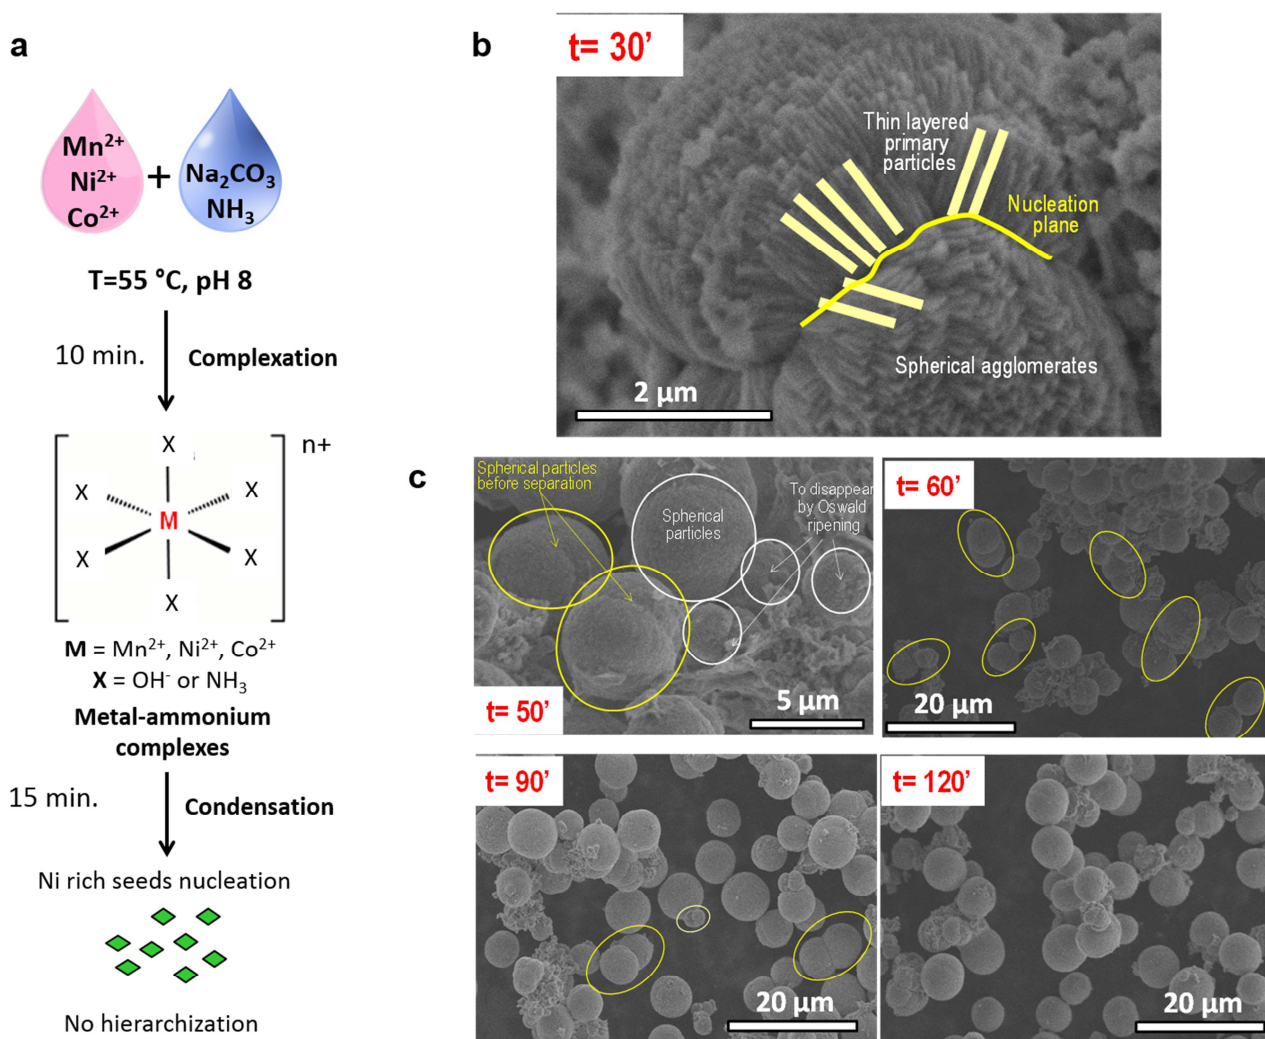 a
Mn²⁺
Ni²⁺
Co²⁺
+
Na₂CO₃
NH₃
T=55 °C, pH 8
10 min.
Complexation
n+
X
X
X
M
X
X
X
M = Mn²⁺, Ni²⁺, Co²⁺
X = OH⁻ or NH₃
Metal-ammonium
complexes
15 min.
Condensation
Ni rich seeds nucleation
No hierarchization
b
t= 30’
Thin layered
primary
particles
Nucleation
plane
Spherical agglomerates
2 µm
c
Spherical particles
before separation
Spherical
particles
To disappear
by Oswald
ripening
t= 50’
5 µm
t= 60’
20 µm
t= 90’
20 µm
t= 120’
20 µm